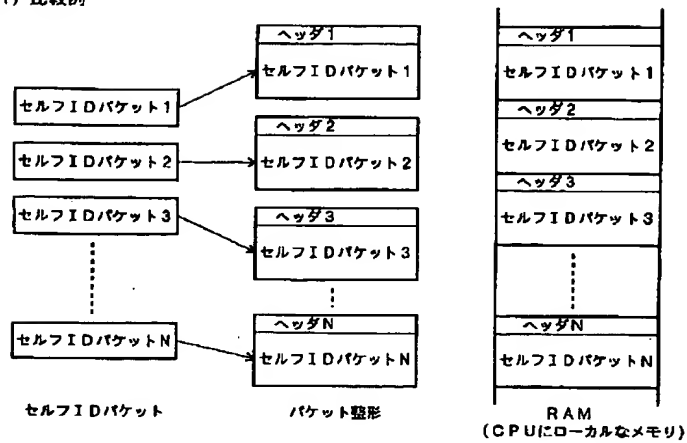 比較例
セルフIDパケット1
セルフIDパケット2
セルフIDパケット3
セルフIDパケットN
セルフIDパケット
ヘッダ1
セルフIDパケット1
ヘッダ2
セルフIDパケット2
ヘッダ3
セルフIDパケット3
ヘッダN
セルフIDパケットN
パケット整形
ヘッダ1
セルフIDパケット1
ヘッダ2
セルフIDパケット2
ヘッダ3
セルフIDパケット3
ヘッダN
セルフIDパケットN
RAM
(CPUにローカルなメモリ)